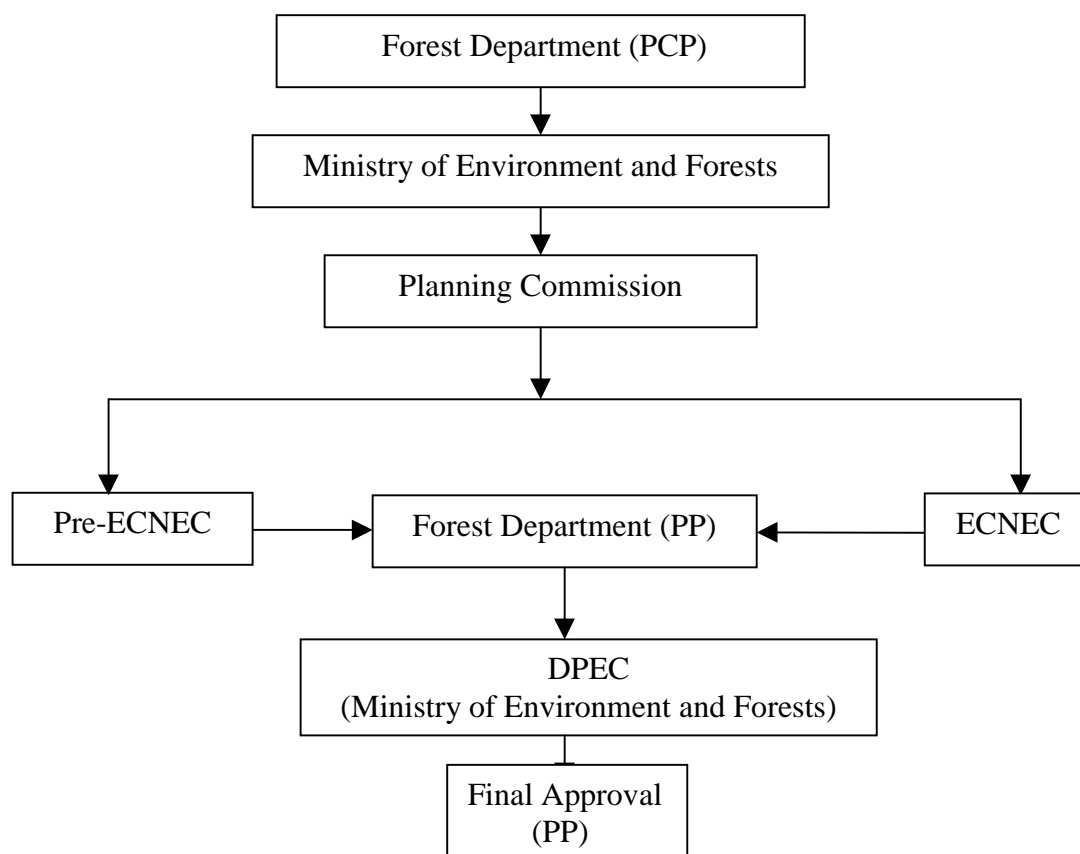 Forest Department (PCP)
Ministry of Environment and Forests
Planning Commission
Pre-ECNEC
Forest Department (PP)
ECNEC
DPEC
(Ministry of Environment and Forests)
Final Approval
(PP)